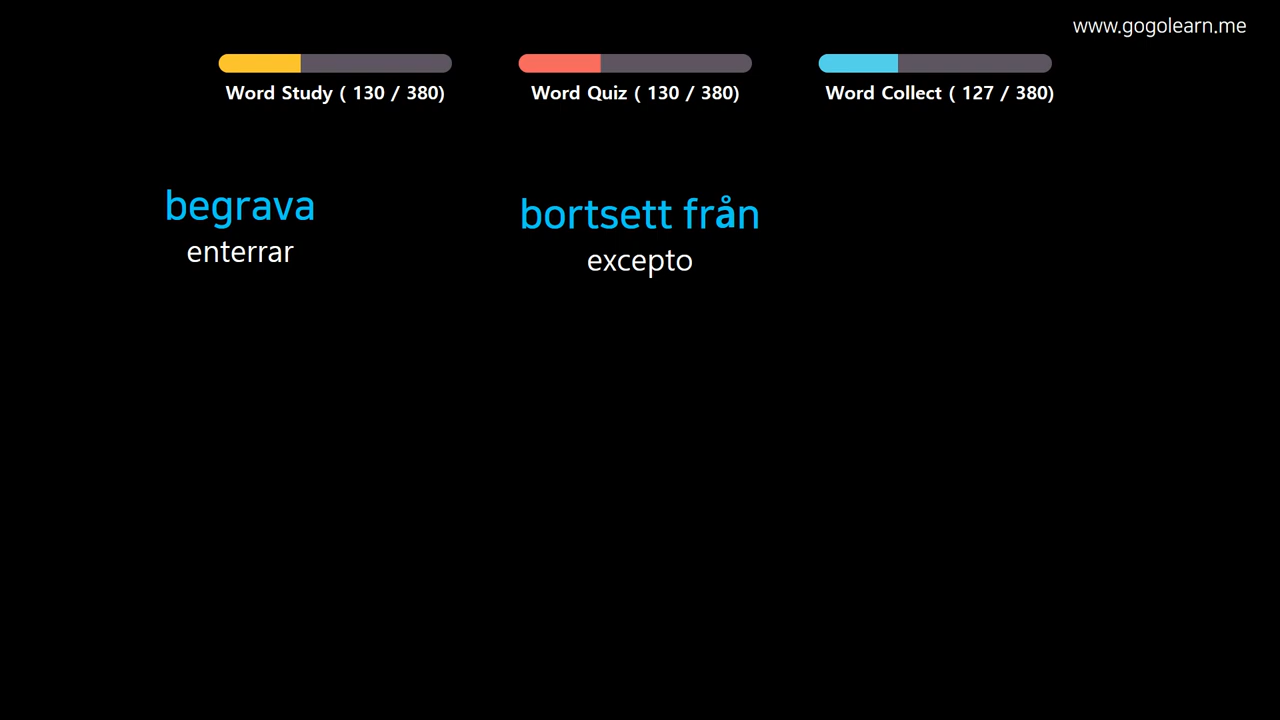 www.gogolearn.me
Word Study ( 130 / 380)
Word Quiz ( 130 / 380)
Word Collect ( 127 / 380)
begrava
enterrar
bortsett från
excepto